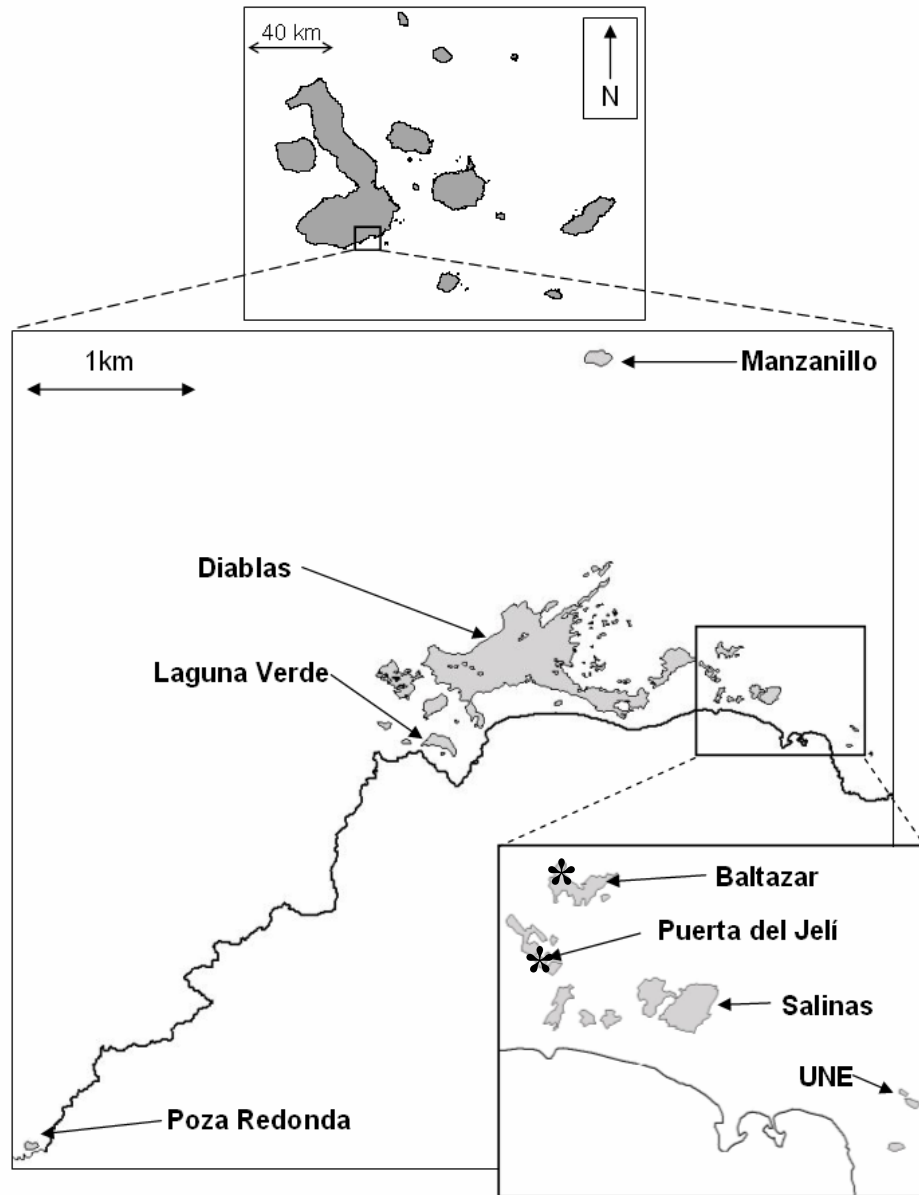 40 km
N
1km
Manzanillo
Diablas
Laguna Verde
Baltazar
Puerta del Jelí
Salinas
UNE
Poza Redonda